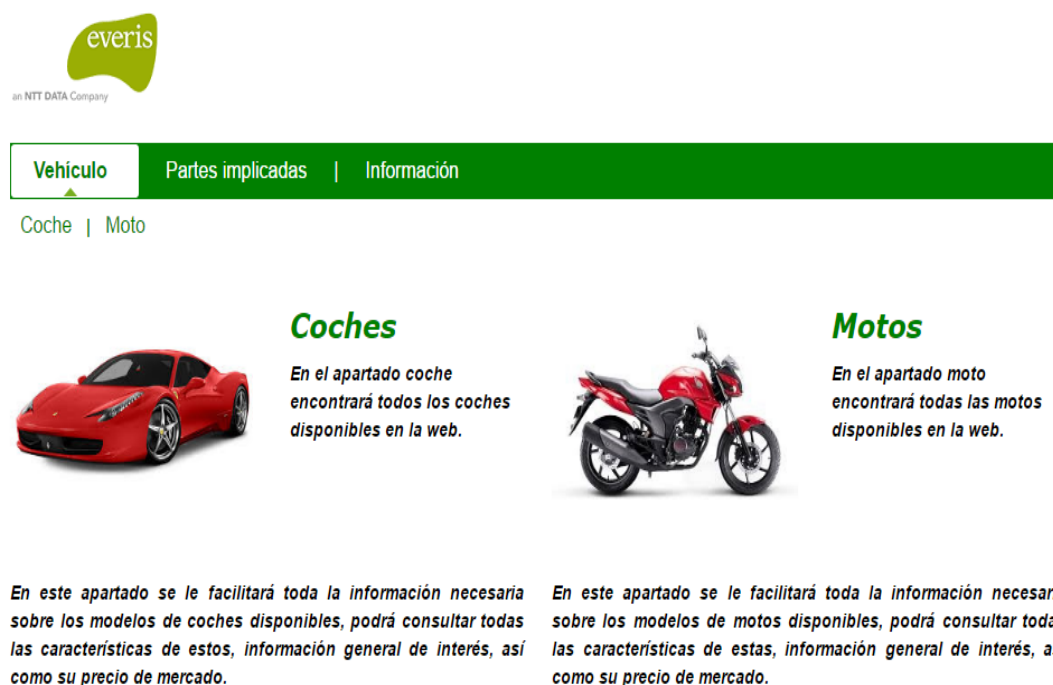 everis
an NTT DATA Company
Vehículo Partes implicadas | Información
Coche | Moto
Coches
En el apartado coche
encontrará todos los coches
disponibles en la web.
Motos
En el apartado moto
encontrará todas las motos
disponibles en la web.
En este apartado se le facilitará toda la información necesaria
sobre los modelos de coches disponibles, podrá consultar todas
las características de estos, información general de interés, así
como su precio de mercado.
En este apartado se le facilitará toda la información necesari
sobre los modelos de motos disponibles, podrá consultar toda
las características de estas, información general de interés, a
como su precio de mercado.